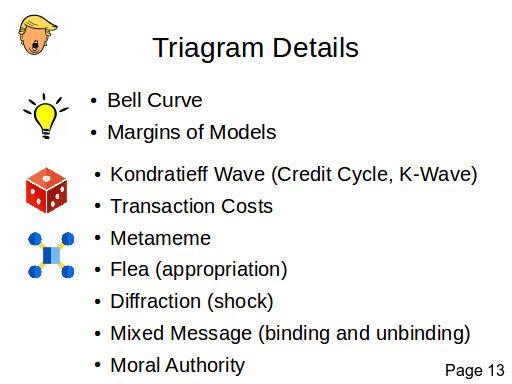 Triagram Details
• Bell Curve
• Margins of Models
• Kondratieff Wave (Credit Cycle, K-Wave)
• Transaction Costs
• Metameme
• Flea (appropriation)
• Diffraction (shock)
• Mixed Message (binding and unbinding)
• Moral Authority
Page 13